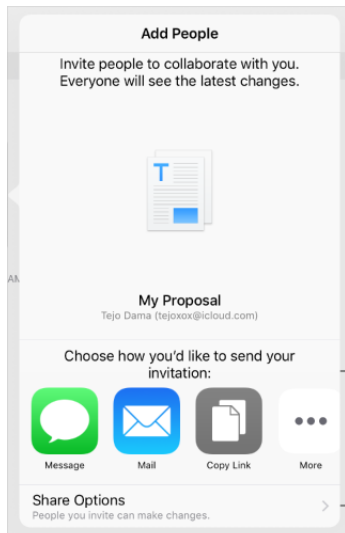 Add People
Invite people to collaborate with you.
Everyone will see the latest changes.
T
AM
My Proposal
Tejo Dama (tejoxox@icloud.com)
Choose how you'd like to send your
invitation:
Message Mail Copy Link More
Share Options
People you invite can make changes.